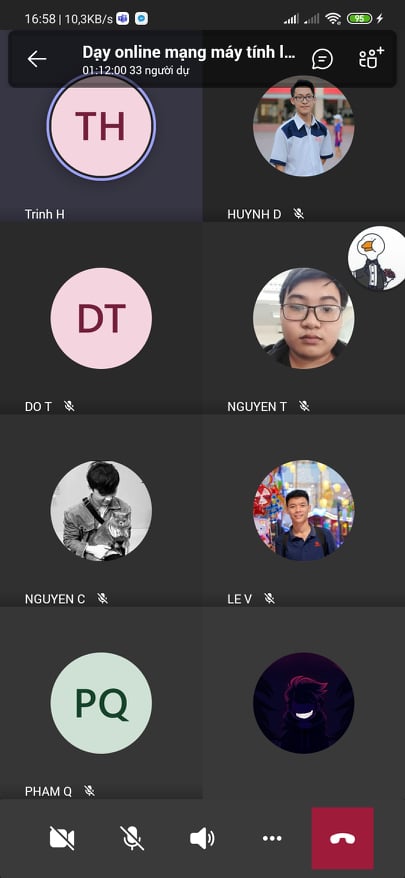 16:58 | 10,3KB/s
95
Dạy online mạng máy tính l...
01:12:00 33 người dự
TH
Trinh H
HUYNH D
DT
DO T
NGUYEN T
NGUYEN C
LE V
PQ
PHAM Q